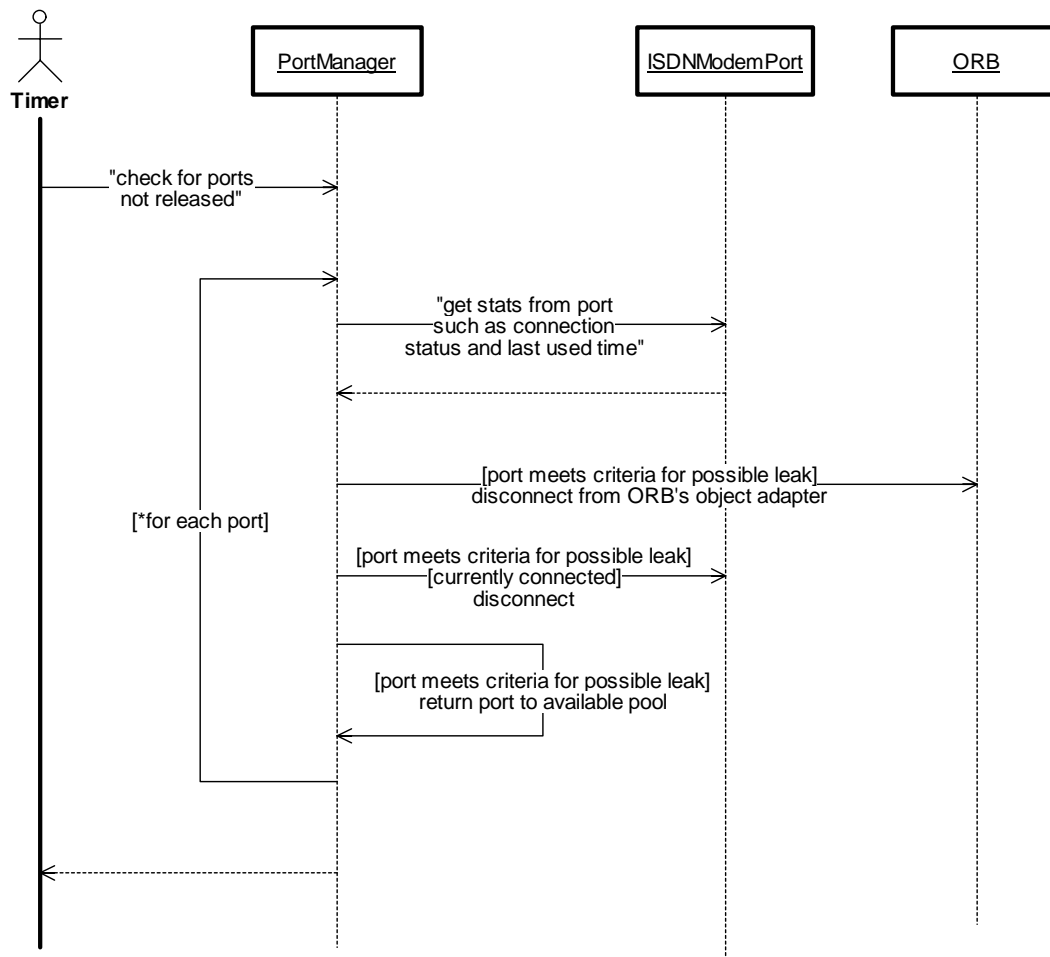 Timer
PortManager
ISDNModemPort
ORB
"check for ports
not released"
"get stats from port
such as connection
status and last used time"
[port meets criteria for possible leak]
disconnect from ORB's object adapter
[*for each port]
[port meets criteria for possible leak]
[currently connected]
disconnect
[port meets criteria for possible leak]
return port to available pool